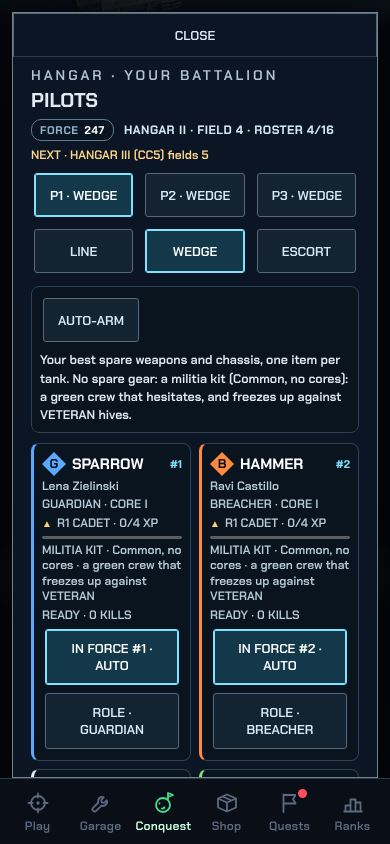 CLOSE
HANGAR · YOUR BATTALION
PILOTS
FORCE 247 HANGAR II · FIELD 4 · ROSTER 4/16
NEXT · HANGAR III (CC5) fields 5
P1 · WEDGE P2 · WEDGE P3 · WEDGE
LINE WEDGE ESCORT
AUTO-ARM
Your best spare weapons and chassis, one item per
tank. No spare gear: a militia kit (Common, no cores):
a green crew that hesitates, and freezes up against
VETERAN hives.
G SPARROW #1
Lena Zielinski
GUARDIAN · CORE I
▲ R1 CADET · 0/4 XP
MILITIA KIT · Common, no
cores · a green crew that
freezes up against
VETERAN
READY · 0 KILLS
IN FORCE #1 ·
AUTO
ROLE ·
GUARDIAN
B HAMMER #2
Ravi Castillo
BREACHER · CORE I
▲ R1 CADET · 0/4 XP
MILITIA KIT · Common, no
cores · a green crew that
freezes up against
VETERAN
READY · 0 KILLS
IN FORCE #2 ·
AUTO
ROLE ·
BREACHER
Play Garage Conquest Shop Quests Ranks